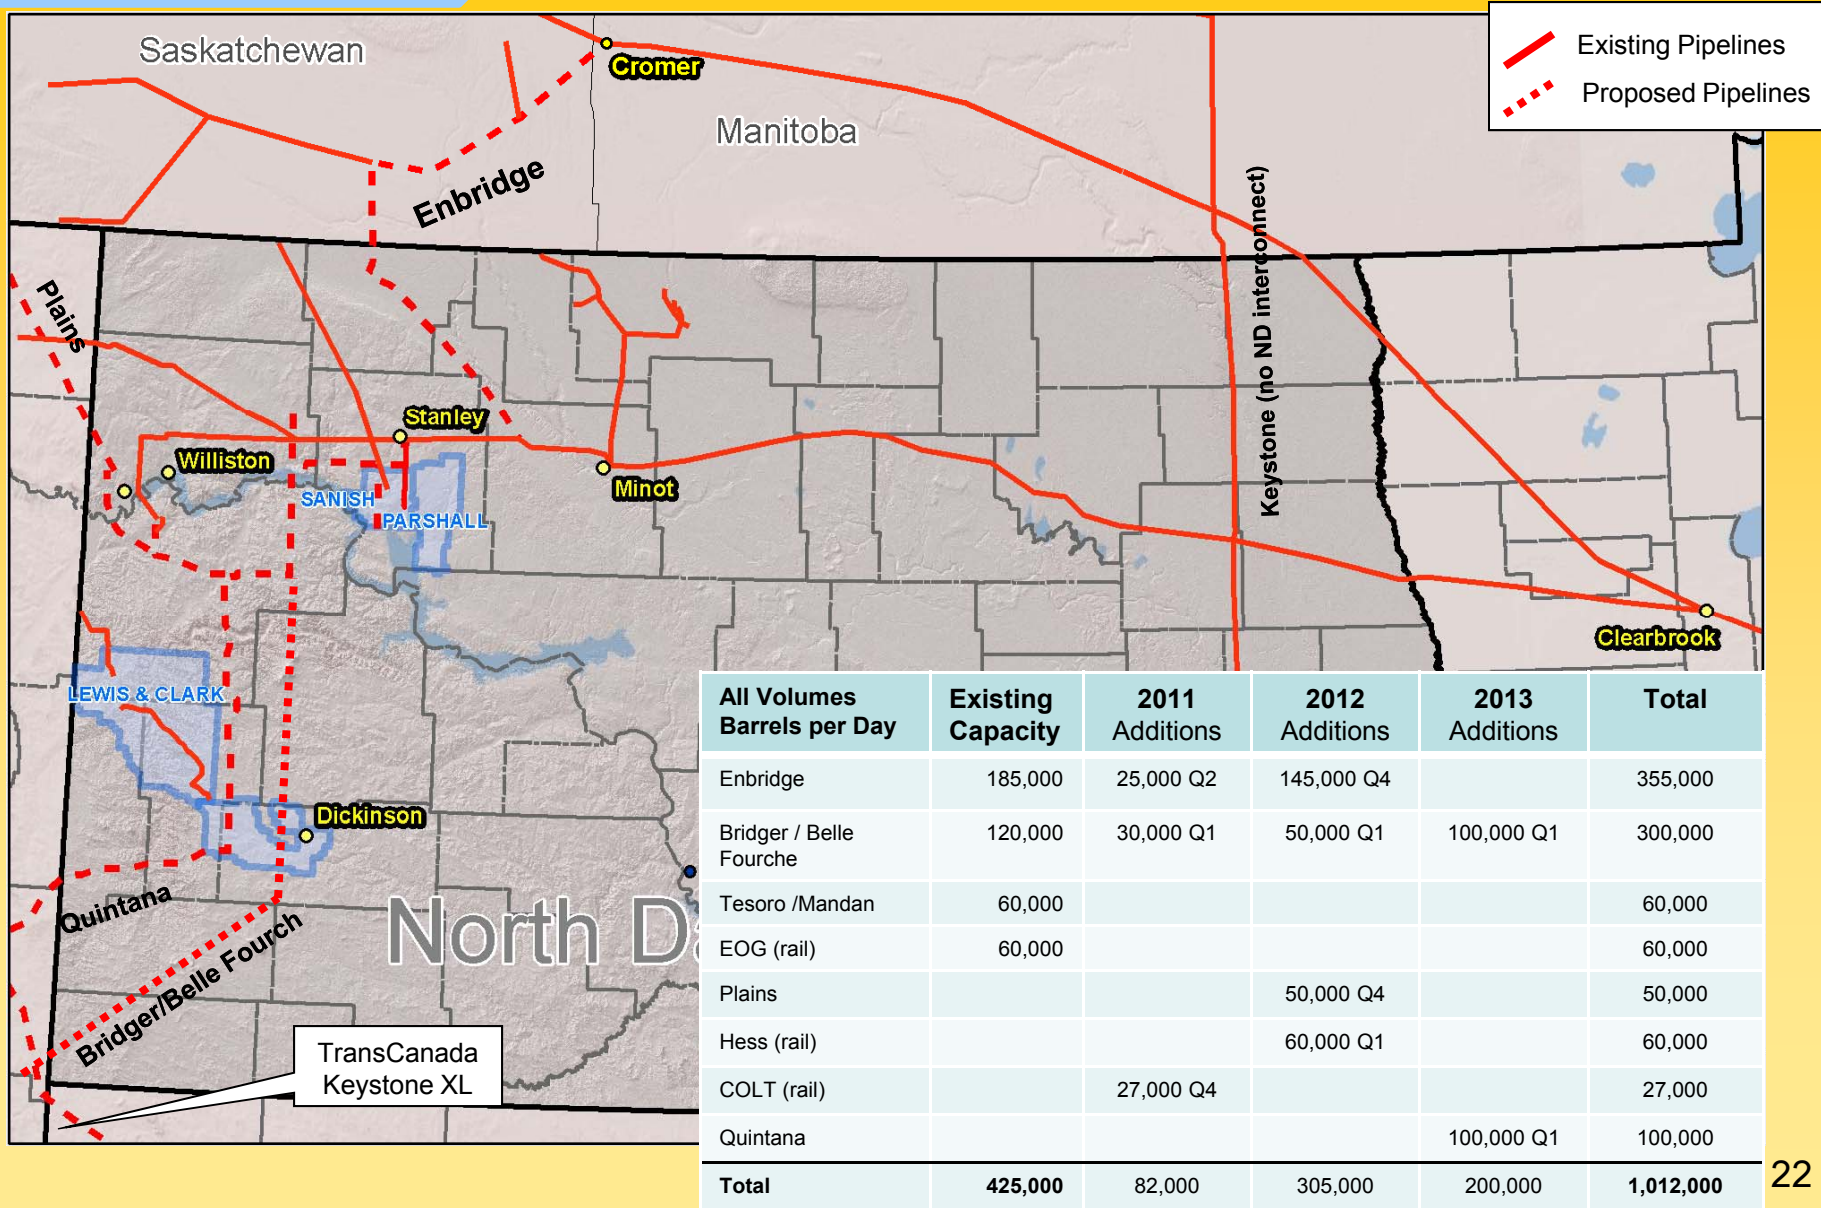 Existing Pipelines
Proposed Pipelines
Saskatchewan
Cromer
Manitoba
Enbridge
Keystone (no ND interconnect)
Plains
Stanley
Williston
Minot
SANISH
PARSHALL
Clearbrook
LEWIS & CLARK
Dickinson
Quintana
North Da
Bridger/Belle Fourch
TransCanada
Keystone XL
All Volumes Barrels per Day | Existing Capacity | 2011 Additions | 2012 Additions | 2013 Additions | Total
Enbridge 185,000 25,000 Q2 145,000 Q4 355,000
Bridger / Belle Fourche 120,000 30,000 Q1 50,000 Q1 100,000 Q1 300,000
Tesoro /Mandan 60,000 60,000
EOG (rail) 60,000 60,000
Plains 50,000 Q4 50,000
Hess (rail) 60,000 Q1 60,000
COLT (rail) 27,000 Q4 27,000
Quintana 100,000 Q1 100,000
Total 425,000 82,000 305,000 200,000 1,012,000
22